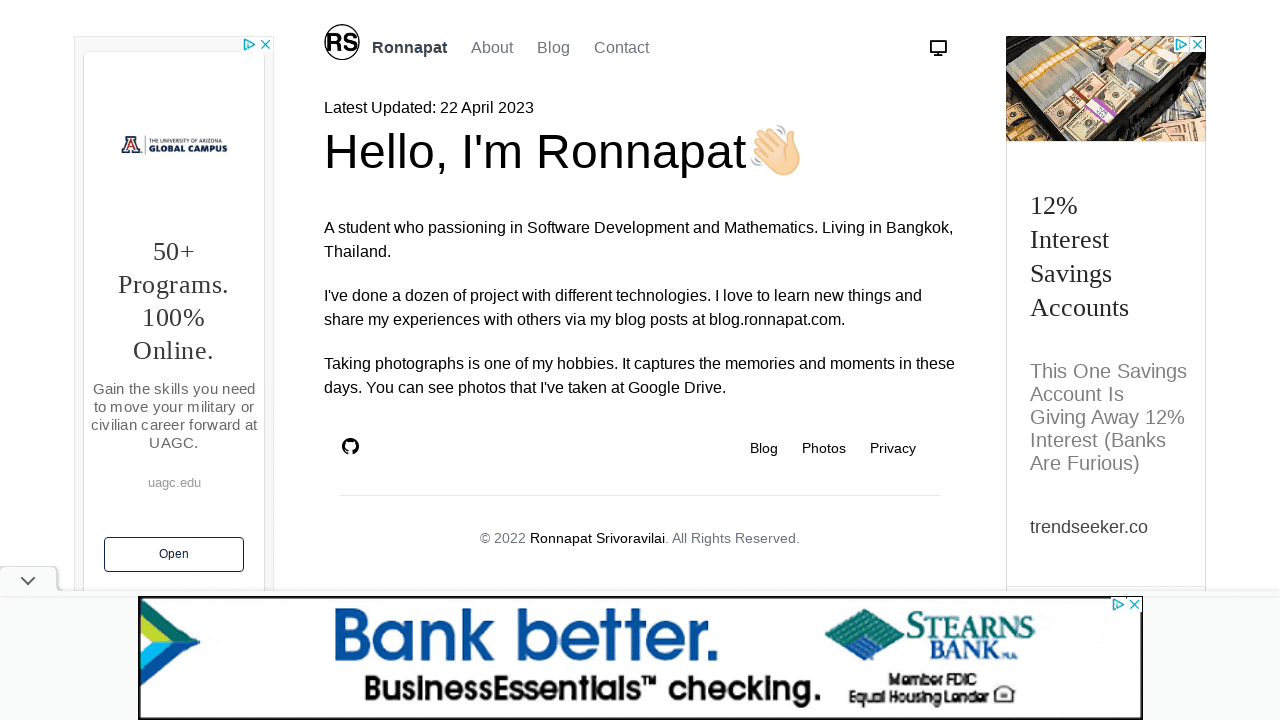 RS
Ronnapat About Blog Contact
Latest Updated: 22 April 2023
Hello, I'm Ronnapat👋🏻
A student who passioning in Software Development and Mathematics. Living in Bangkok,
Thailand.
I've done a dozen of project with different technologies. I love to learn new things and
share my experiences with others via my blog posts at blog.ronnapat.com.
Taking photographs is one of my hobbies. It captures the memories and moments in these
days. You can see photos that I've taken at Google Drive.
Blog Photos Privacy
© 2022 Ronnapat Srivoravilai. All Rights Reserved.
THE UNIVERSITY OF ARIZONA
GLOBAL CAMPUS
50+
Programs.
100%
Online.
Gain the skills you need
to move your military or
civilian career forward at
UAGC.
uagc.edu
Open
12%
Interest
Savings
Accounts
This One Savings
Account Is
Giving Away 12%
Interest (Banks
Are Furious)
trendseeker.co
Bank better.
BusinessEssentials™ checking.
STEARNS
BANK N.A.
Member FDIC
Equal Housing Lender